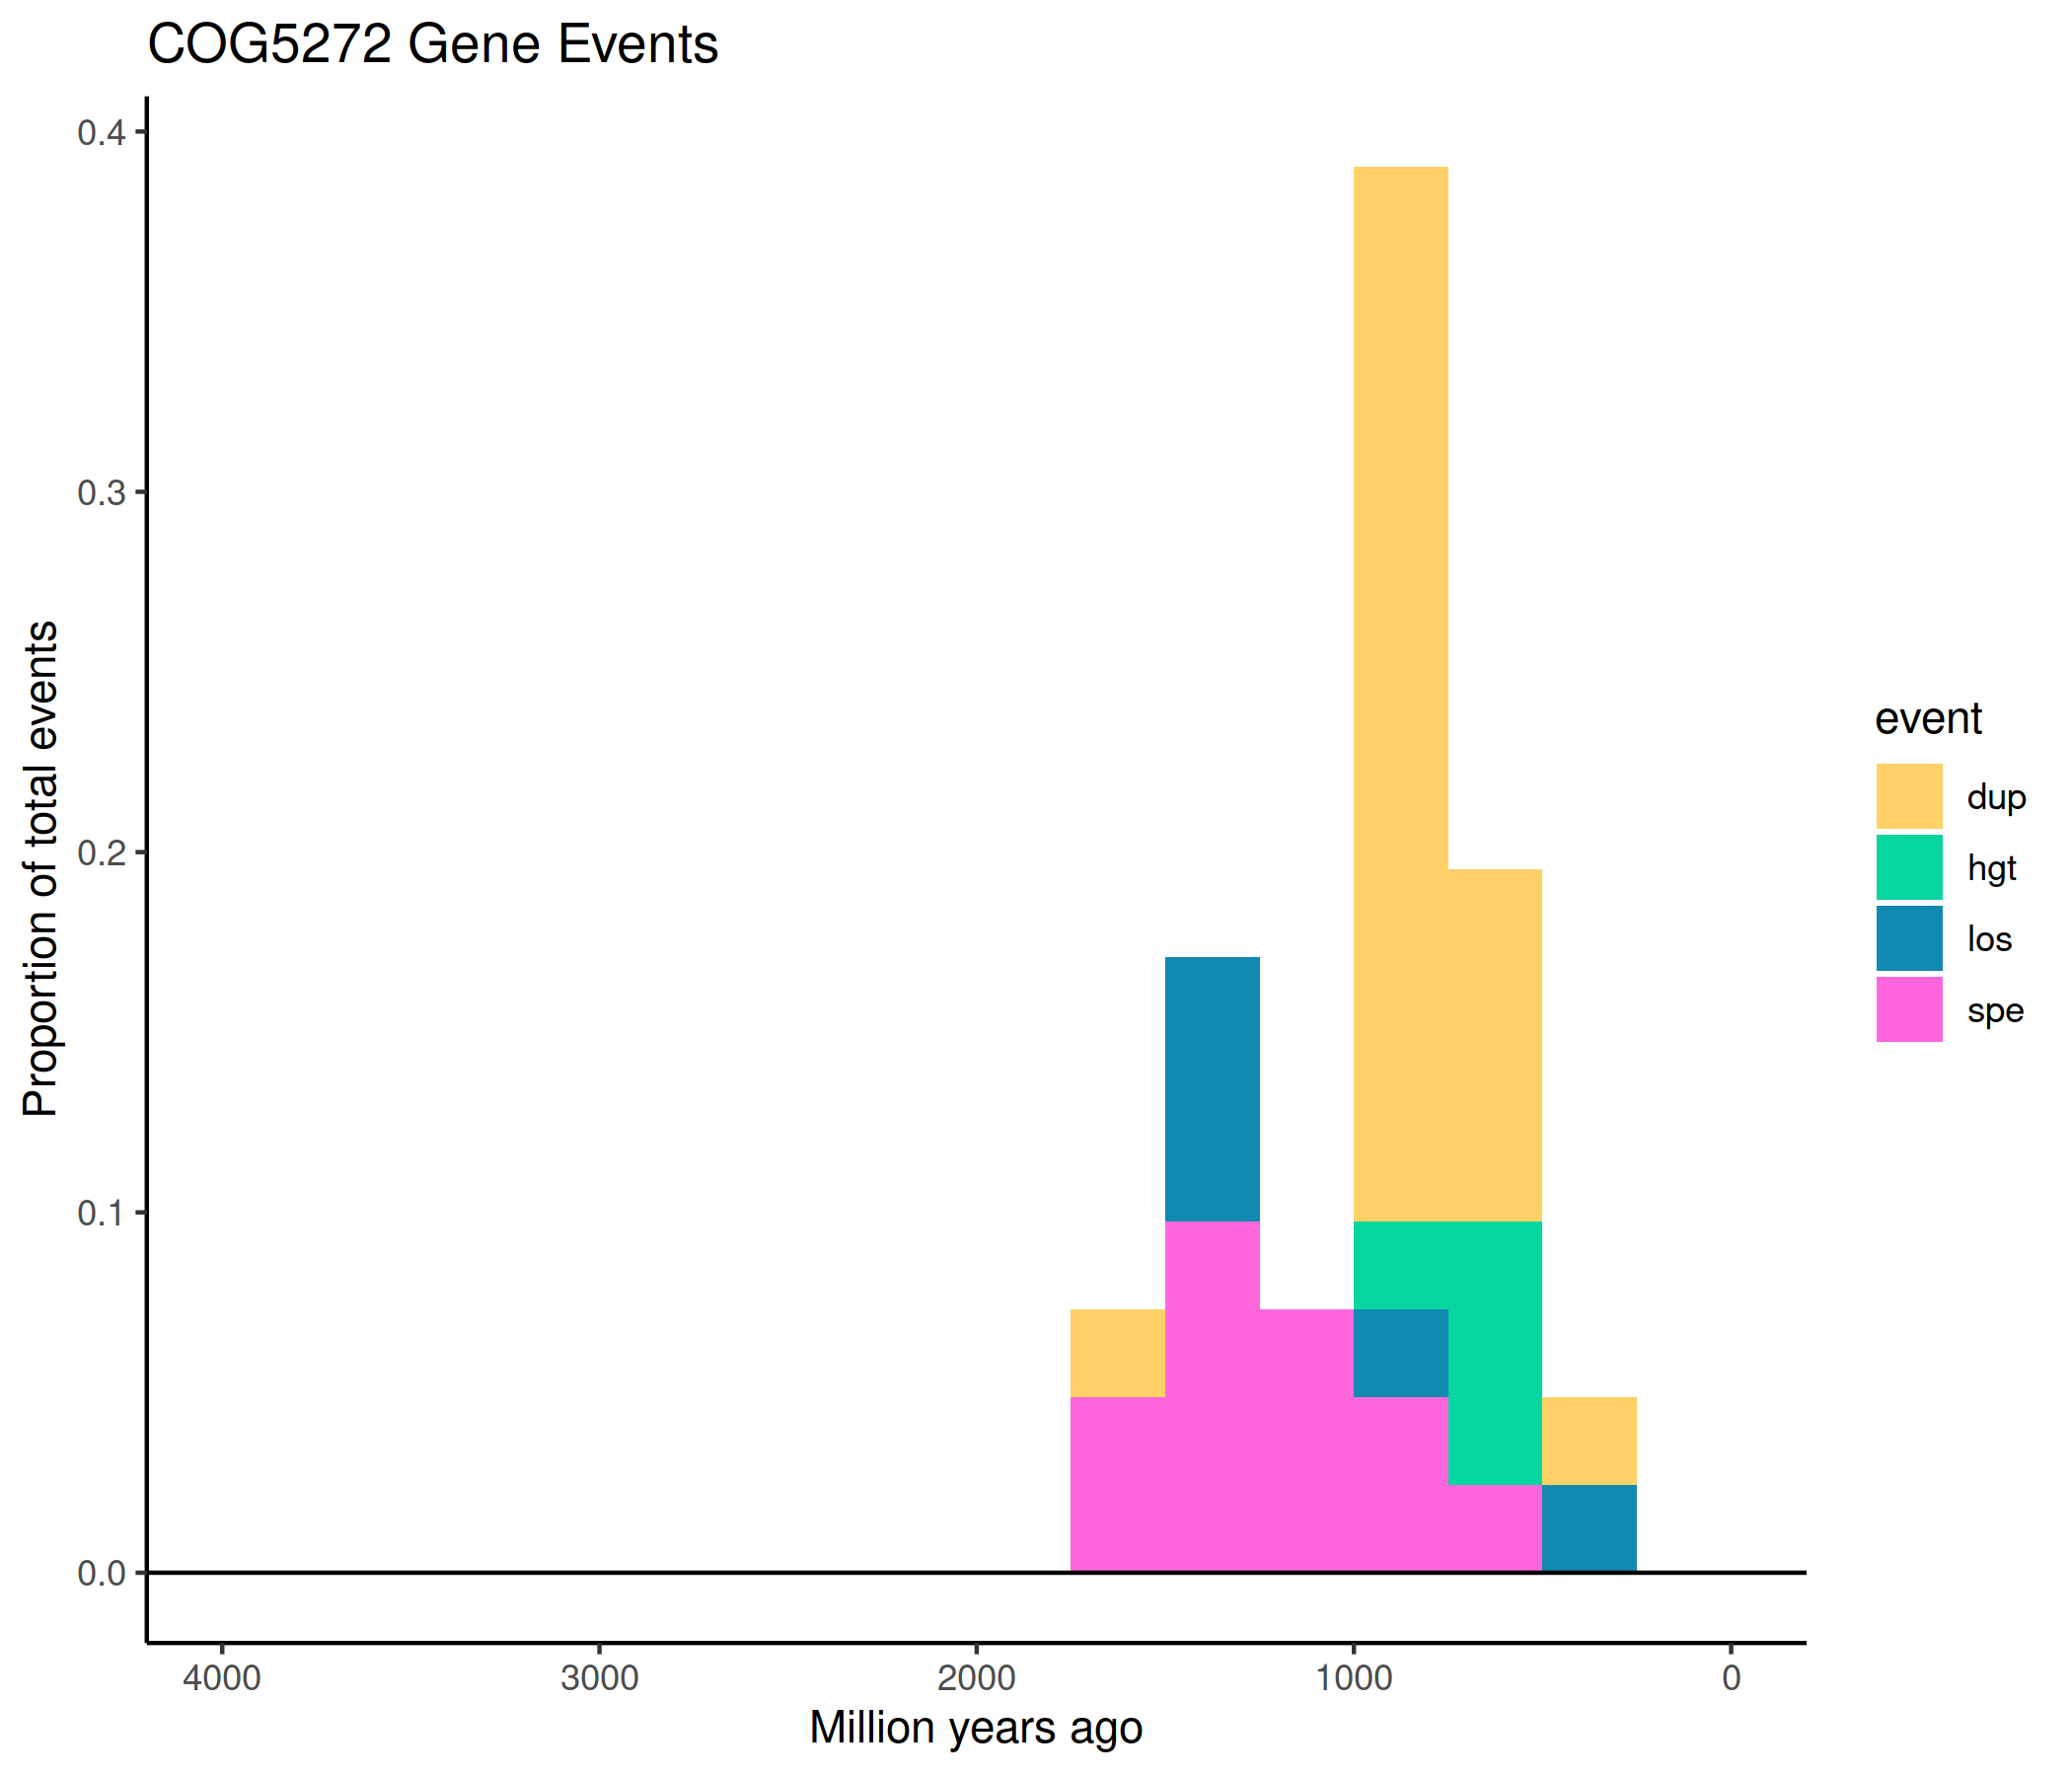 COG5272 Gene Events
0.4
0.3
0.2
0.1
0.0
Proportion of total events
4000 3000 2000 1000 0
Million years ago
event
dup
hgt
los
spe